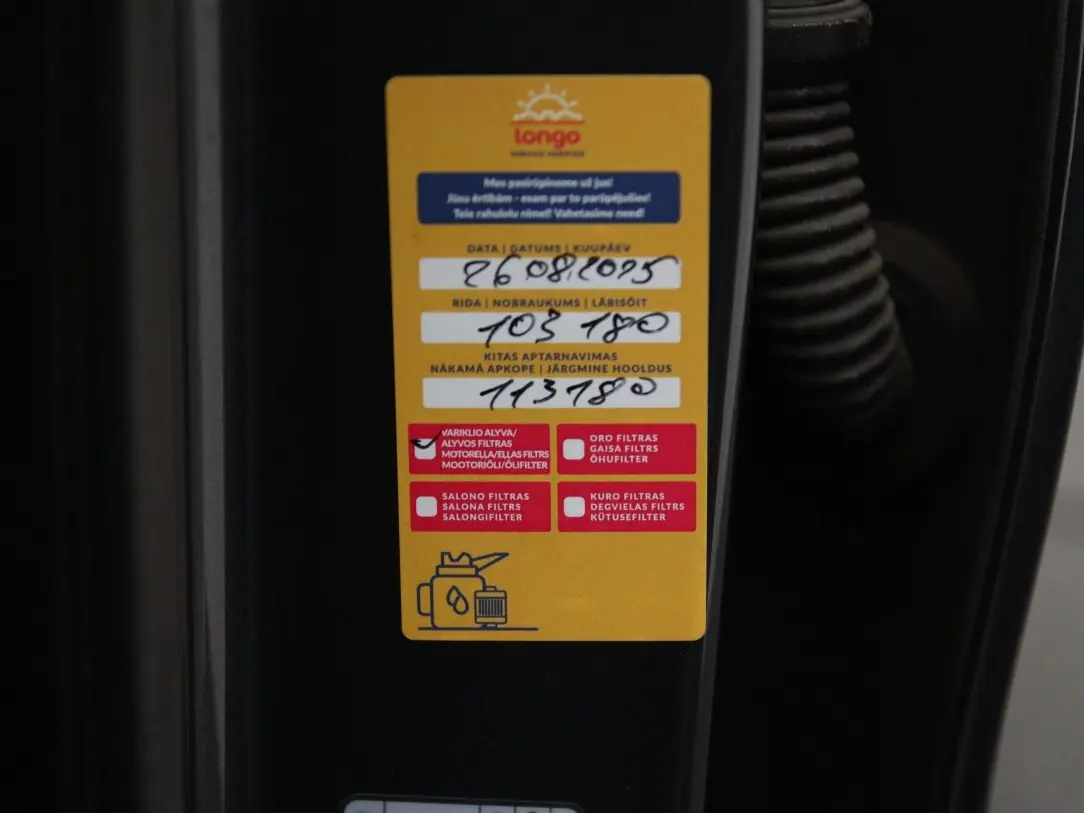 longo
Mes pasirūpinome už jus!
Jūsu ērtībām - esam par to parūpējušies!
Teie rahulolu nimel! Vahetasime need!
DATA | DATUMS | KUUPÄEV
26 08.2025
RIDA | NOBRAUKUMS | LÄBISÕIT
103 180
KITAS APTARNAVIMAS
NĀKAMĀ APKOPE | JÄRGMINE HOOLDUS
113180
VARIKLIO ALYVA/
ALYVOS FILTRAS
MOTOREĻĻA/EĻĻAS FILTRS
MOOTORIÕLI/ÕLIFILTER
ORO FILTRAS
GAISA FILTRS
ÕHUFILTER
SALONO FILTRAS
SALONA FILTRS
SALONGIFILTER
KURO FILTRAS
DEGVIELAS FILTRS
KÜTUSEFILTER